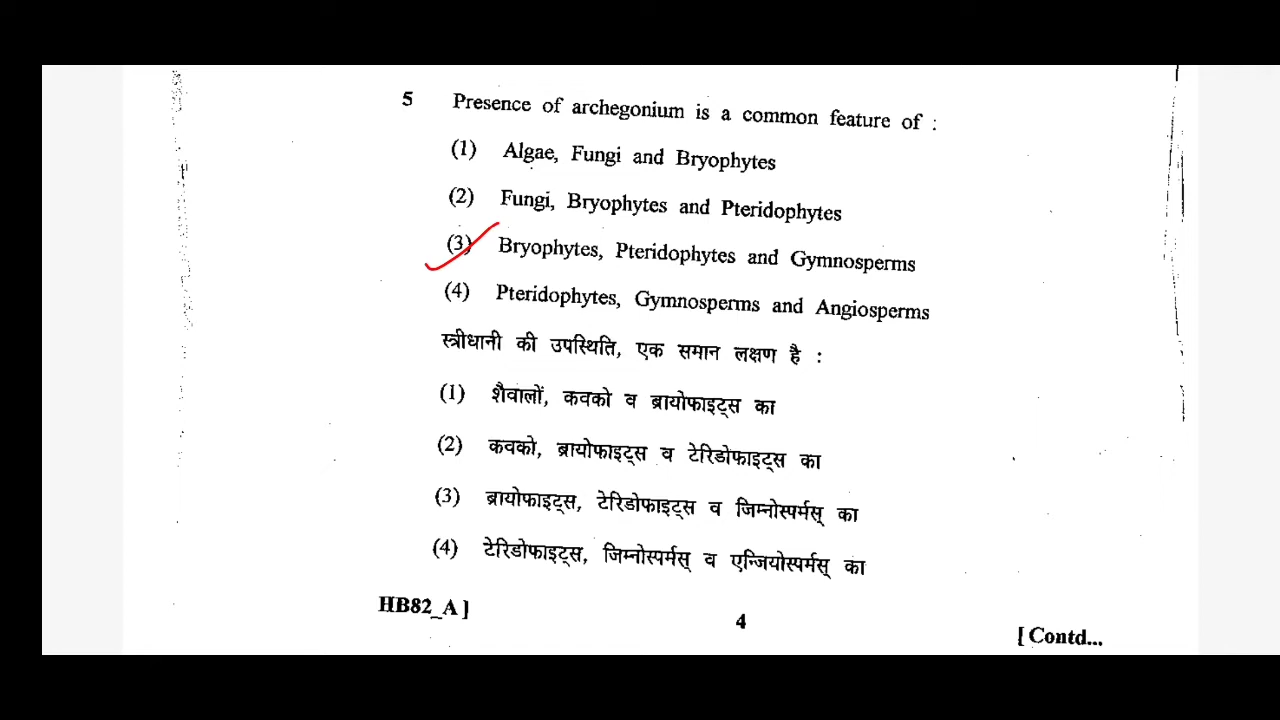 5 Presence of archegonium is a common feature of :
(1) Algae, Fungi and Bryophytes
(2) Fungi, Bryophytes and Pteridophytes
(3) Bryophytes, Pteridophytes and Gymnosperms
(4) Pteridophytes, Gymnosperms and Angiosperms
स्त्रीधानी की उपस्थिति, एक समान लक्षण है :
(1) शैवालों, कवको व ब्रायोफाइट्स का
(2) कवको, ब्रायोफाइट्स व टेरिडोफाइट्स का
(3) ब्रायोफाइट्स, टेरिडोफाइट्स व जिम्नोस्पर्मस् का
(4) टेरिडोफाइट्स, जिम्नोस्पर्मस् व एन्जियोस्पर्मस् का
HB82_A ] 4 [ Contd...